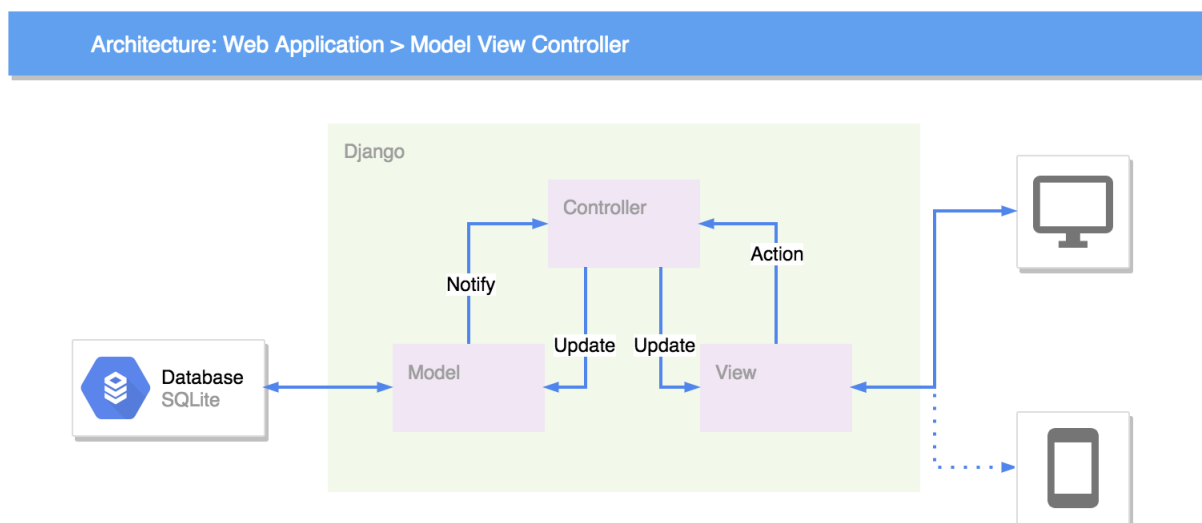 Architecture: Web Application > Model View Controller
Django
Controller
Action
Notify
Update
Update
Model
View
Database
SQLite